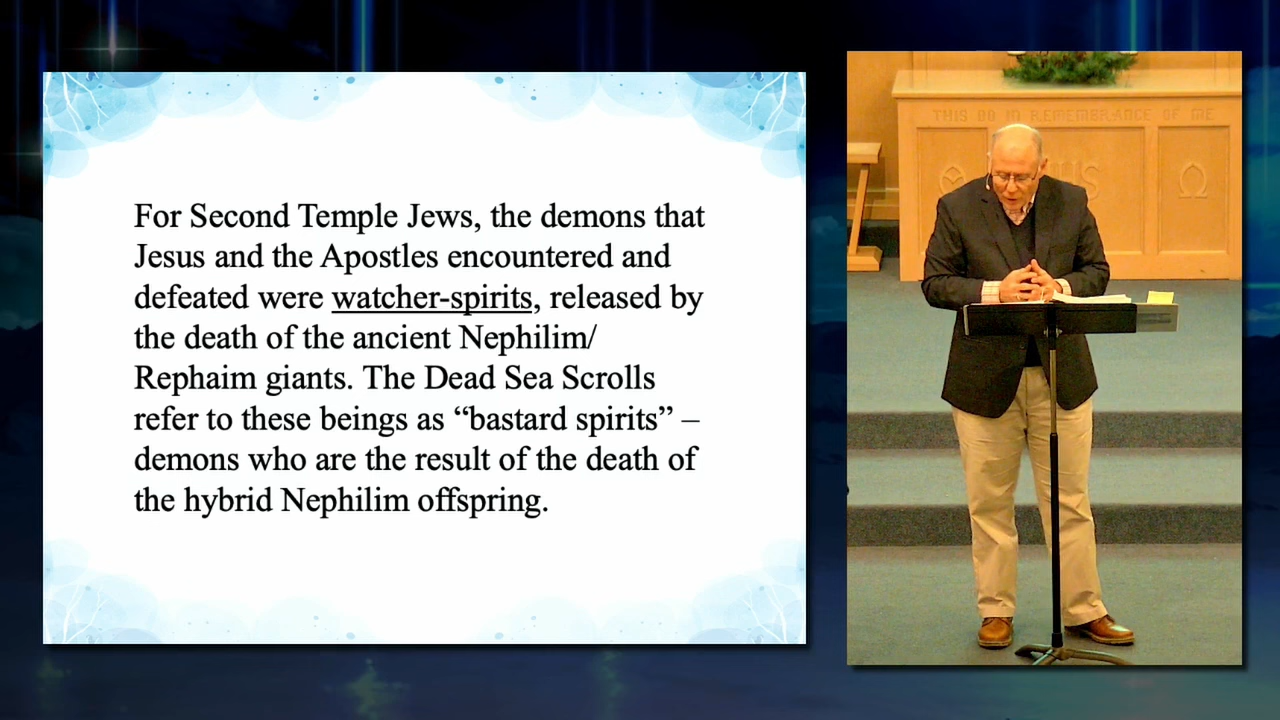 For Second Temple Jews, the demons that
Jesus and the Apostles encountered and
defeated were watcher-spirits, released by
the death of the ancient Nephilim/
Rephaim giants. The Dead Sea Scrolls
refer to these beings as “bastard spirits” –
demons who are the result of the death of
the hybrid Nephilim offspring.
THIS DO IN REMEMBRANCE OF ME
IHS
Ω